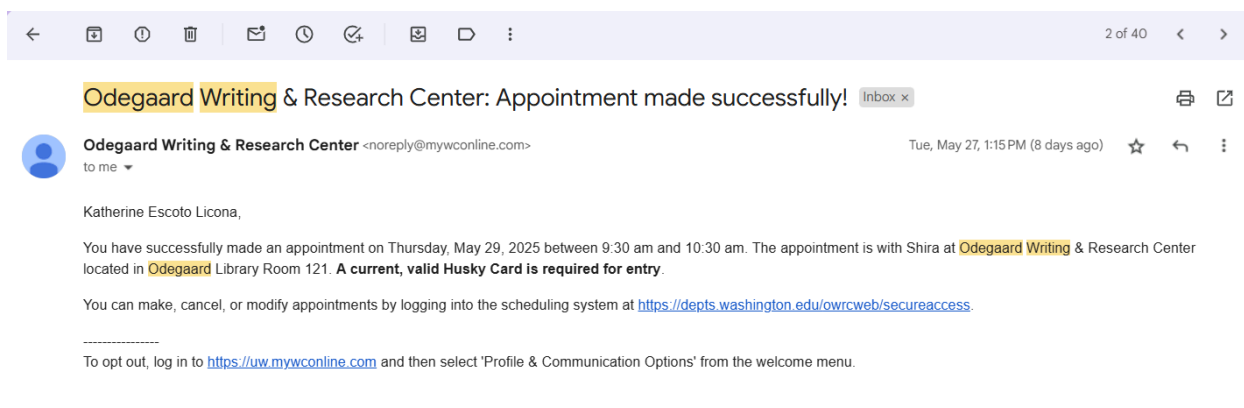 2 of 40
Odegaard Writing & Research Center: Appointment made successfully! Inbox ×
Odegaard Writing & Research Center <noreply@mywconline.com> Tue, May 27, 1:15 PM (8 days ago)
to me
Katherine Escoto Licona,
You have successfully made an appointment on Thursday, May 29, 2025 between 9:30 am and 10:30 am. The appointment is with Shira at Odegaard Writing & Research Center
located in Odegaard Library Room 121. A current, valid Husky Card is required for entry.
You can make, cancel, or modify appointments by logging into the scheduling system at https://depts.washington.edu/owrcweb/secureaccess.
---------------
To opt out, log in to https://uw.mywconline.com and then select 'Profile & Communication Options' from the welcome menu.